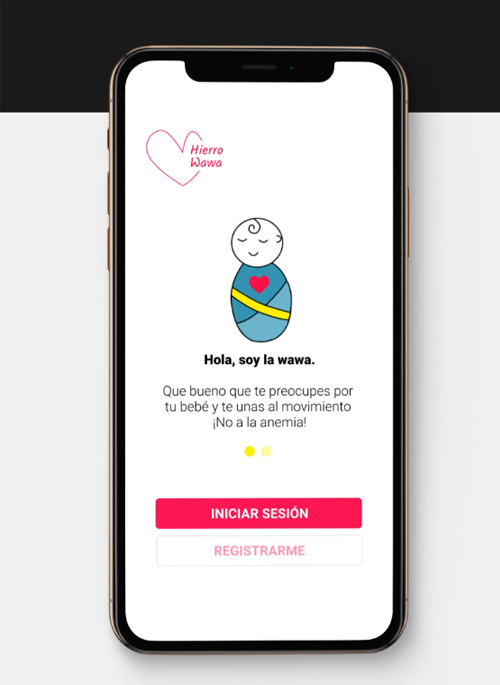 Hierro
Wawa
Hola, soy la wawa.
Que bueno que te preocupes por
tu bebé y te unas al movimiento
¡No a la anemia!
INICIAR SESIÓN
REGISTRARME